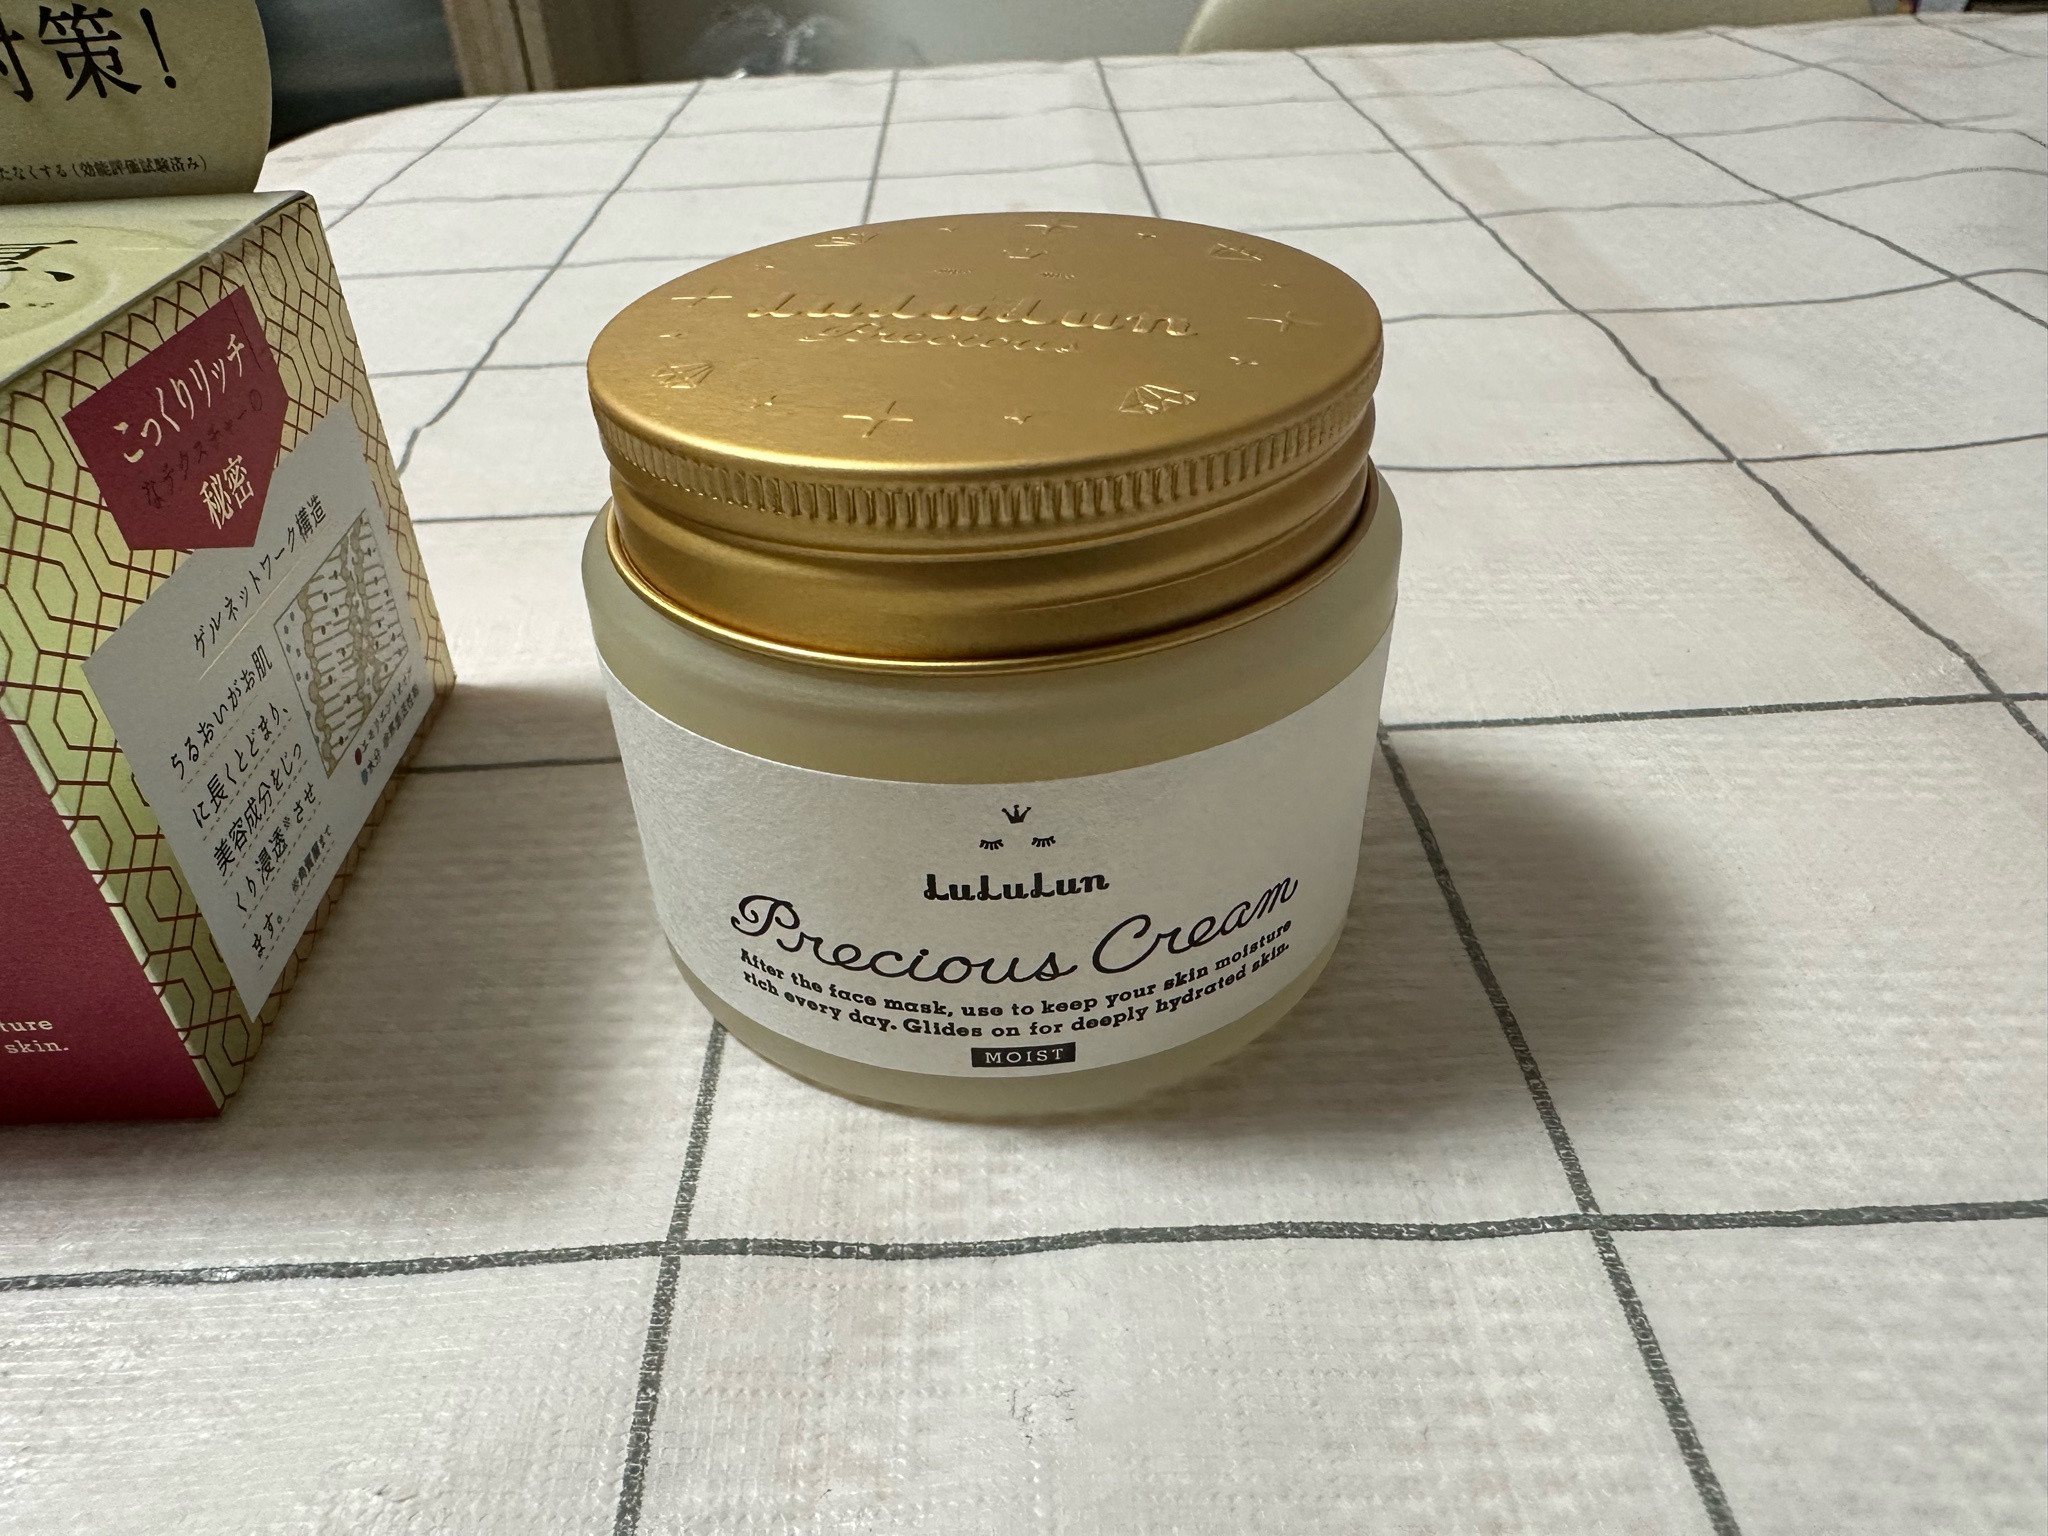 対策！
たなくする（効能評価試験済み）
こっくりリッチ
なテクスチャーの
秘密
ゲルネットワーク構造
うるおいがお肌
に長くとどまり、
美容成分をじっ
くり浸透※させ
ます。
※角質層まで
ture
skin.
LuLuLun
Precious
LuLuLun
Precious Cream
After the face mask, use to keep your skin moisture
rich every day. Glides on for deeply hydrated skin.
MOIST